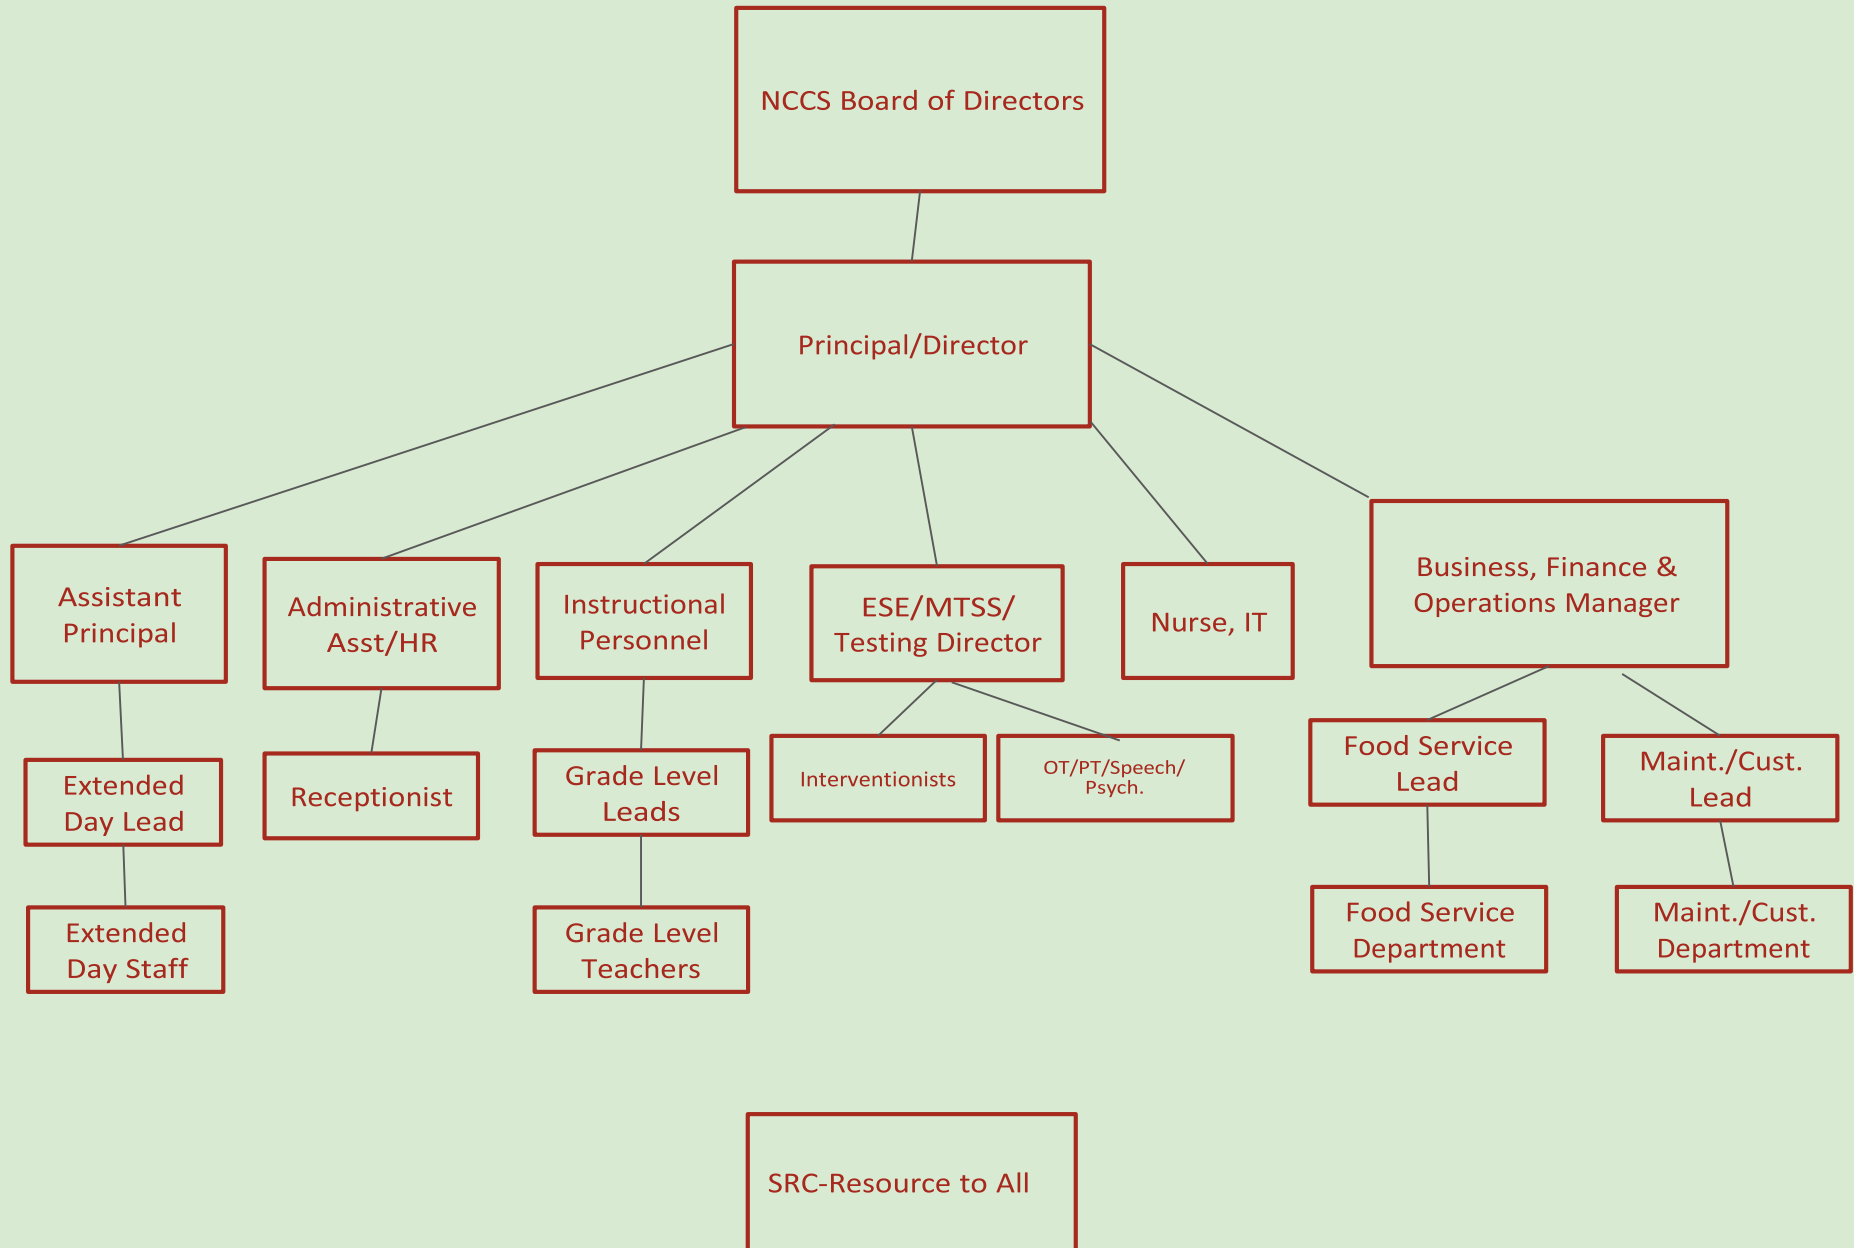 NCCS Board of Directors
Principal/Director
Assistant
Principal
Administrative
Asst/HR
Instructional
Personnel
ESE/MTSS/
Testing Director
Nurse, IT
Business, Finance &
Operations Manager
Extended
Day Lead
Receptionist
Grade Level
Leads
Interventionists
OT/PT/Speech/
Psych.
Food Service
Lead
Maint./Cust.
Lead
Extended
Day Staff
Grade Level
Teachers
Food Service
Department
Maint./Cust.
Department
SRC-Resource to All